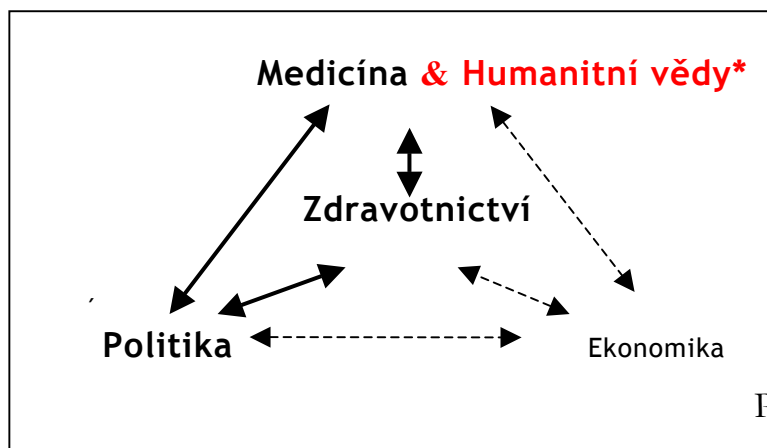 Medicína & Humanitní vědy*
Zdravotnictví
Politika
Ekonomika
P